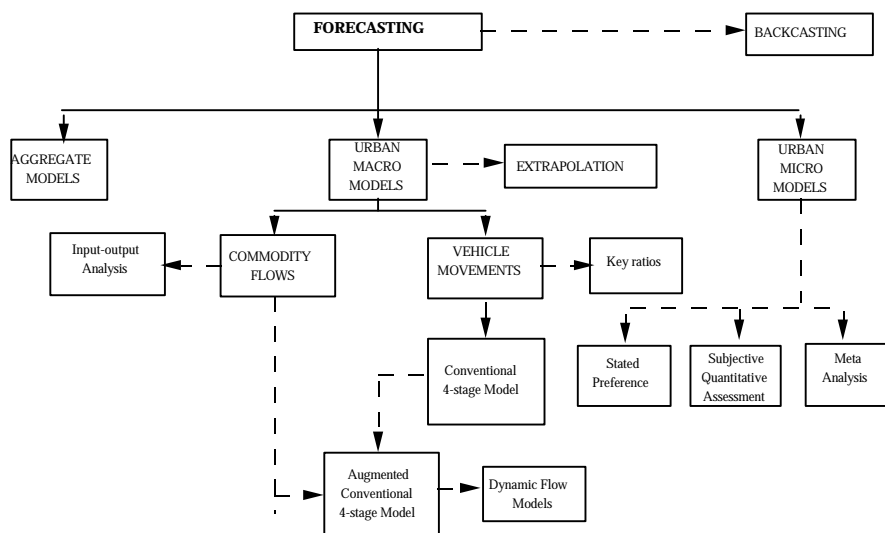 FORECASTING
BACKCASTING
AGGREGATE
MODELS
URBAN
MACRO
MODELS
EXTRAPOLATION
URBAN
MICRO
MODELS
Input-output
Analysis
COMMODITY
FLOWS
VEHICLE
MOVEMENTS
Key ratios
Conventional
4-stage Model
Stated
Preference
Subjective
Quantitative
Assessment
Meta
Analysis
Augmented
Conventional
4-stage Model
Dynamic Flow
Models